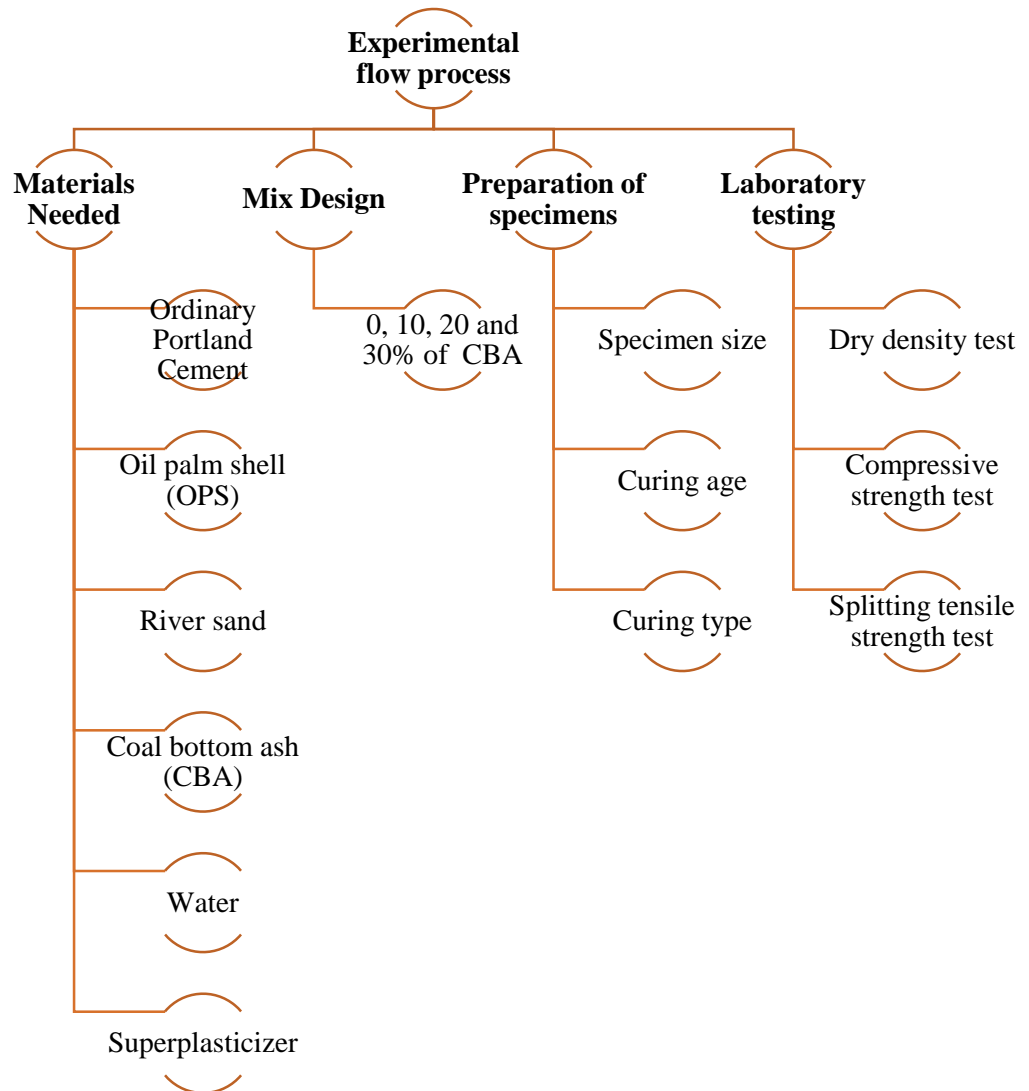 Experimental
flow process
Materials
Needed
Mix Design
Preparation of
specimens
Laboratory
testing
Ordinary
Portland
Cement
Oil palm shell
(OPS)
River sand
Coal bottom ash
(CBA)
Water
Superplasticizer
0, 10, 20 and
30% of CBA
Specimen size
Curing age
Curing type
Dry density test
Compressive
strength test
Splitting tensile
strength test